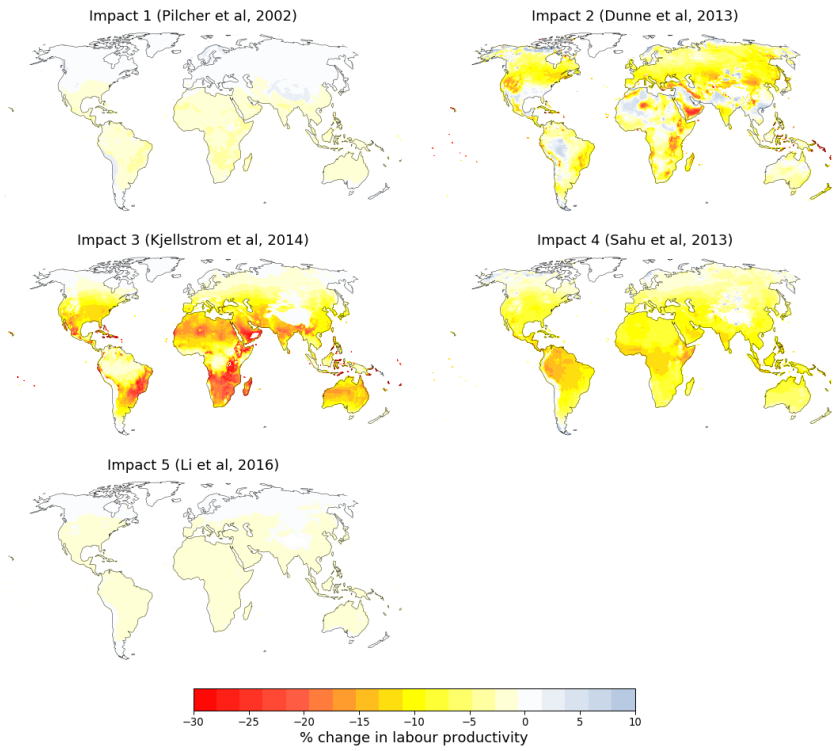 Impact 1 (Pilcher et al, 2002)
Impact 2 (Dunne et al, 2013)
Impact 3 (Kjellstrom et al, 2014)
Impact 4 (Sahu et al, 2013)
Impact 5 (Li et al, 2016)
−30 −25 −20 −15 −10 −5 0 5 10
% change in labour productivity